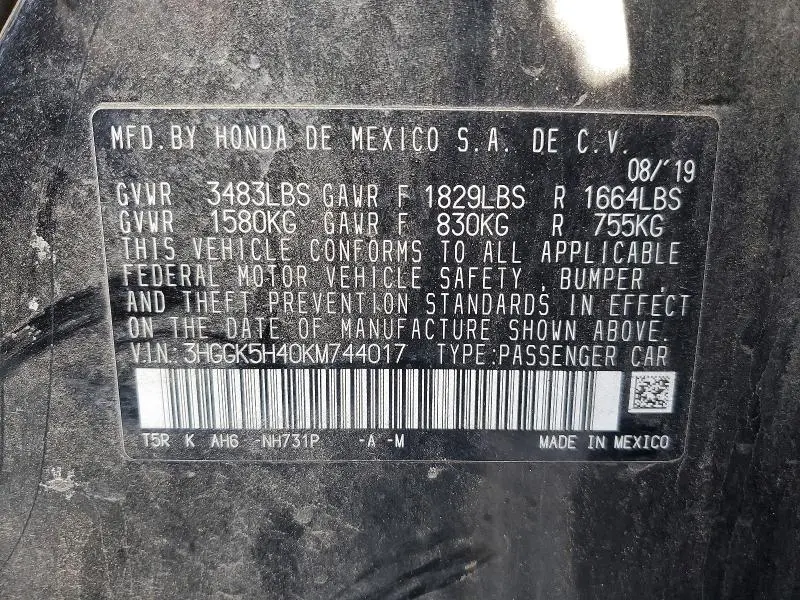 MFD. BY HONDA DE MEXICO S.A. DE C.V.
08/'19
GVWR 3483LBS GAWR F 1829LBS R 1664LBS
GVWR 1580KG GAWR F 830KG R 755KG
THIS VEHICLE CONFORMS TO ALL APPLICABLE
FEDERAL MOTOR VEHICLE SAFETY , BUMPER ,
AND THEFT PREVENTION STANDARDS IN EFFECT
ON THE DATE OF MANUFACTURE SHOWN ABOVE.
V.I.N: 3HGGK5H40KM744017 TYPE:PASSENGER CAR
T5R K AH6 -NH731P -A -M MADE IN MEXICO